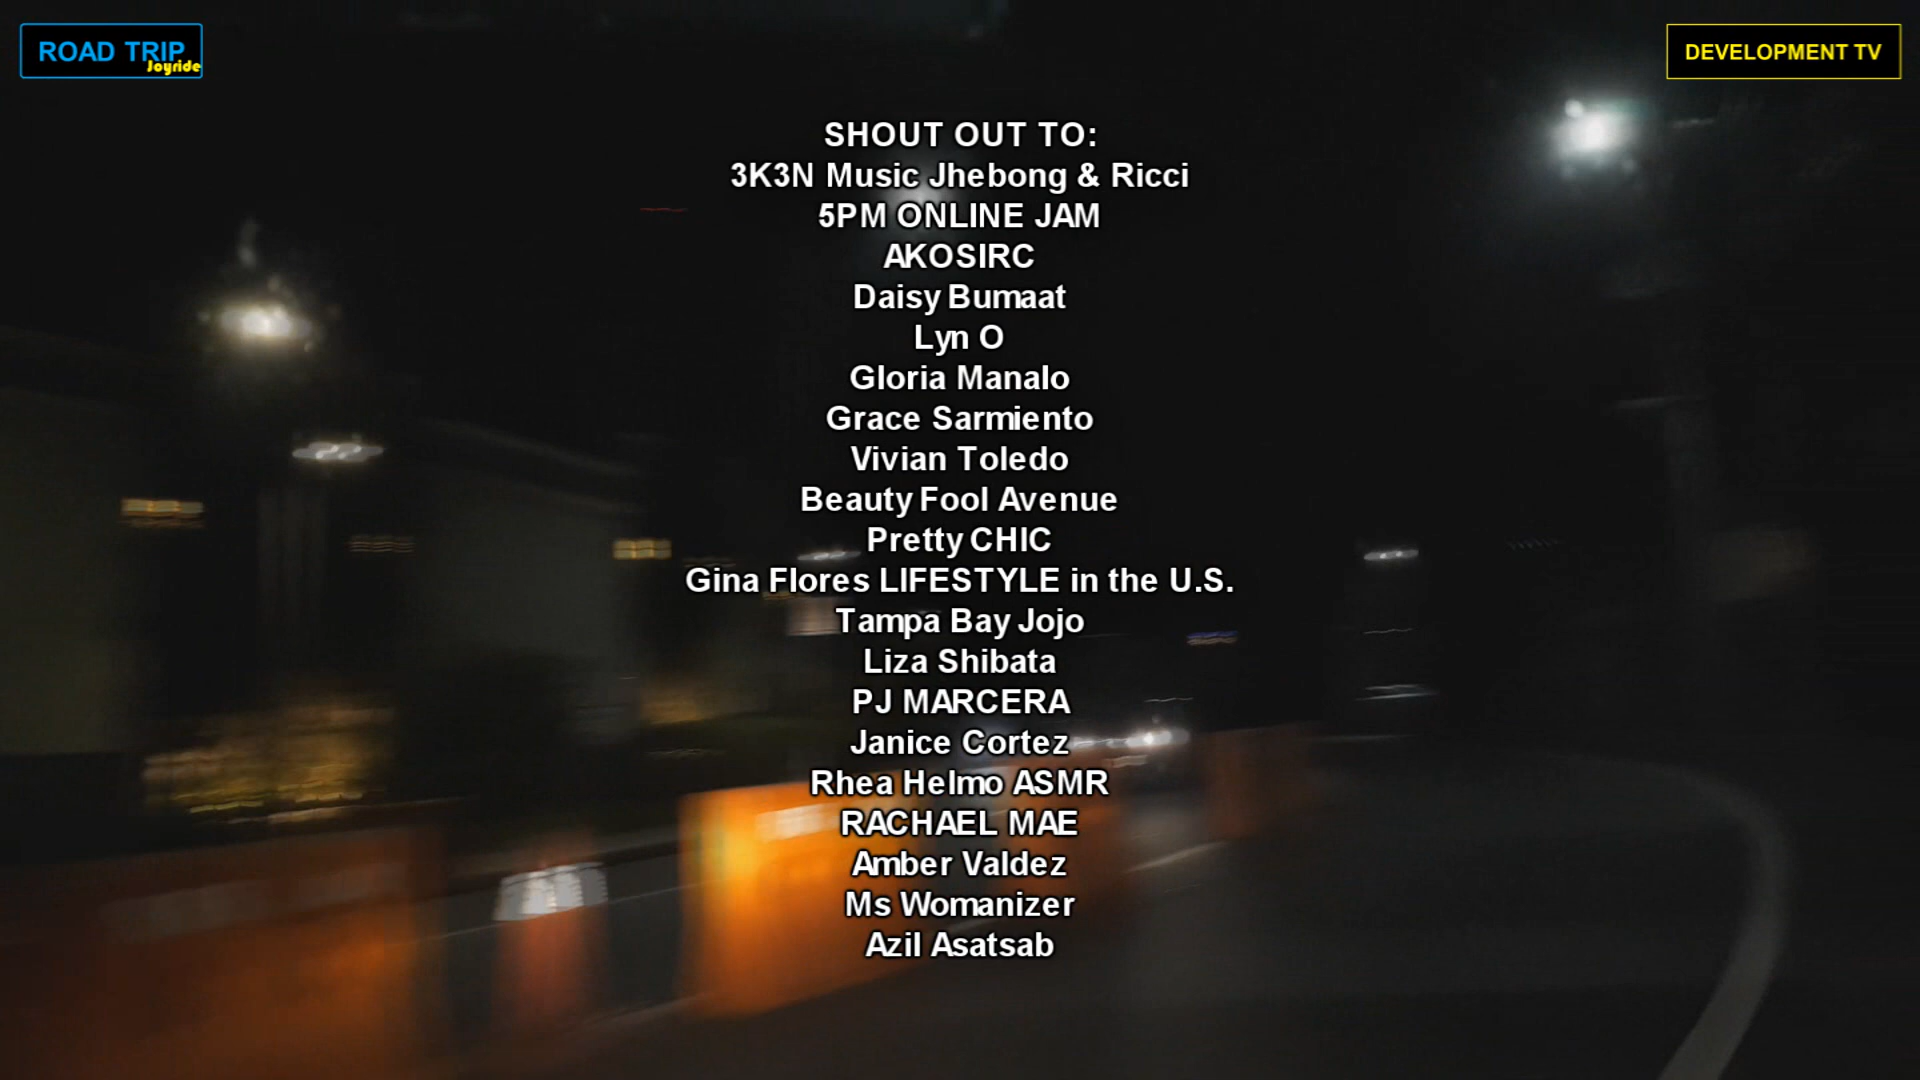 ROAD TRIP
Joyride
DEVELOPMENT TV
SHOUT OUT TO:
3K3N Music Jhebong & Ricci
5PM ONLINE JAM
AKOSIRC
Daisy Bumaat
Lyn O
Gloria Manalo
Grace Sarmiento
Vivian Toledo
Beauty Fool Avenue
Pretty CHIC
Gina Flores LIFESTYLE in the U.S.
Tampa Bay Jojo
Liza Shibata
PJ MARCERA
Janice Cortez
Rhea Helmo ASMR
RACHAEL MAE
Amber Valdez
Ms Womanizer
Azil Asatsab